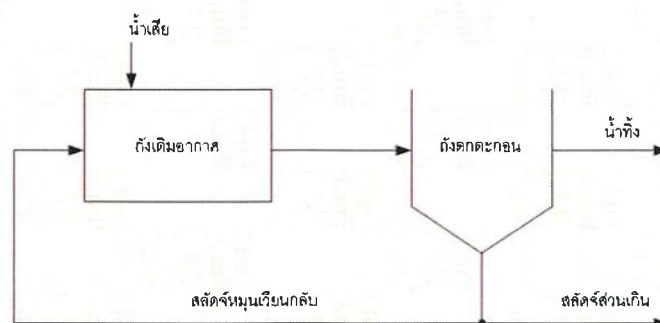 น้ำเสีย
ถังเติมอากาศ
ถังตกตะกอน
น้ำทิ้ง
สลัดจ์หมุนเวียนกลับ
สลัดจ์ส่วนเกิน